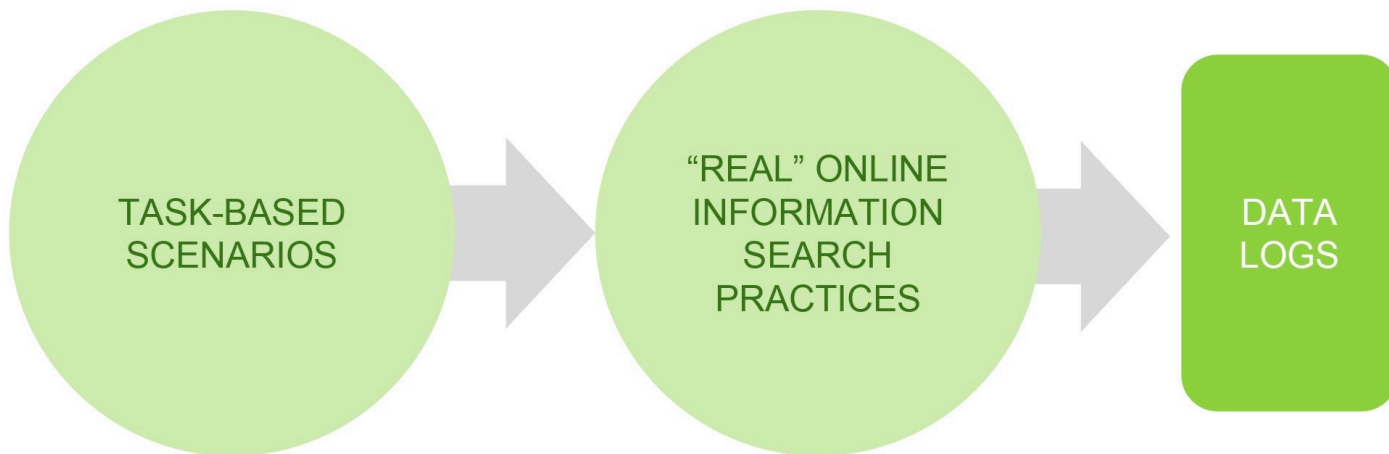 TASK-BASED
SCENARIOS
“REAL” ONLINE
INFORMATION
SEARCH
PRACTICES
DATA
LOGS